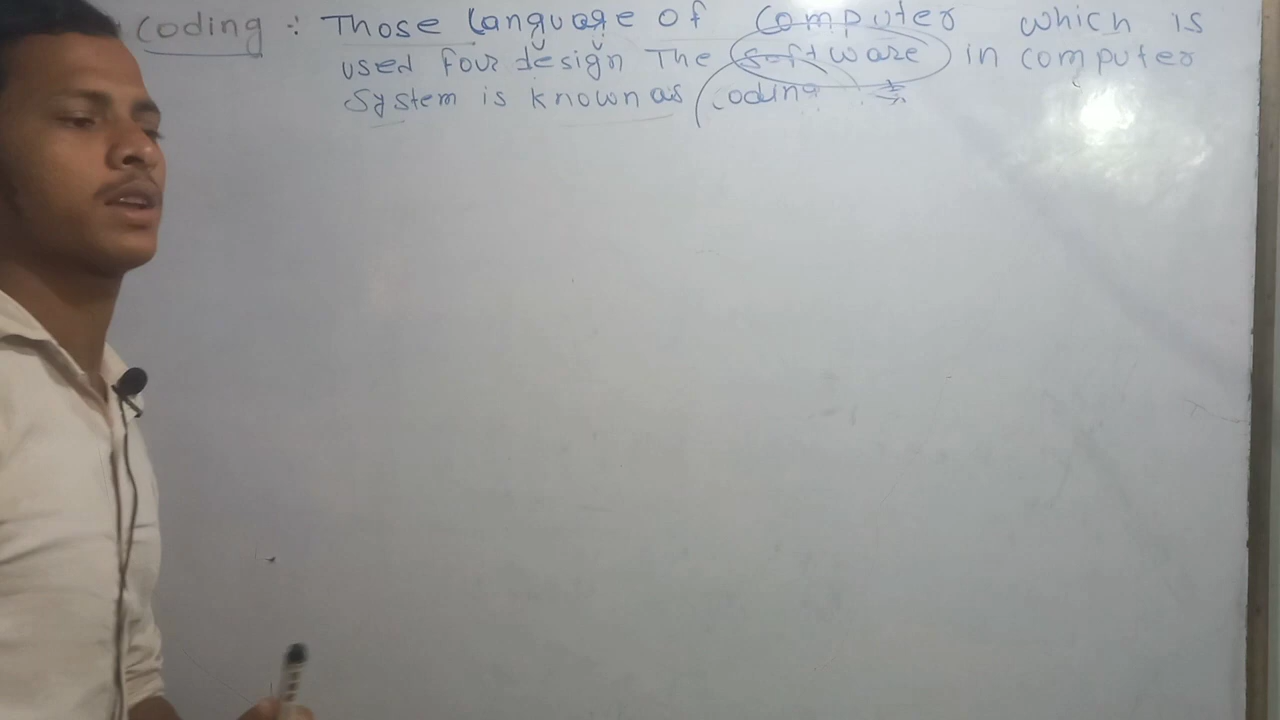 Coding : Those Language of Computer which is
used four design The software in computer
System is known as coding